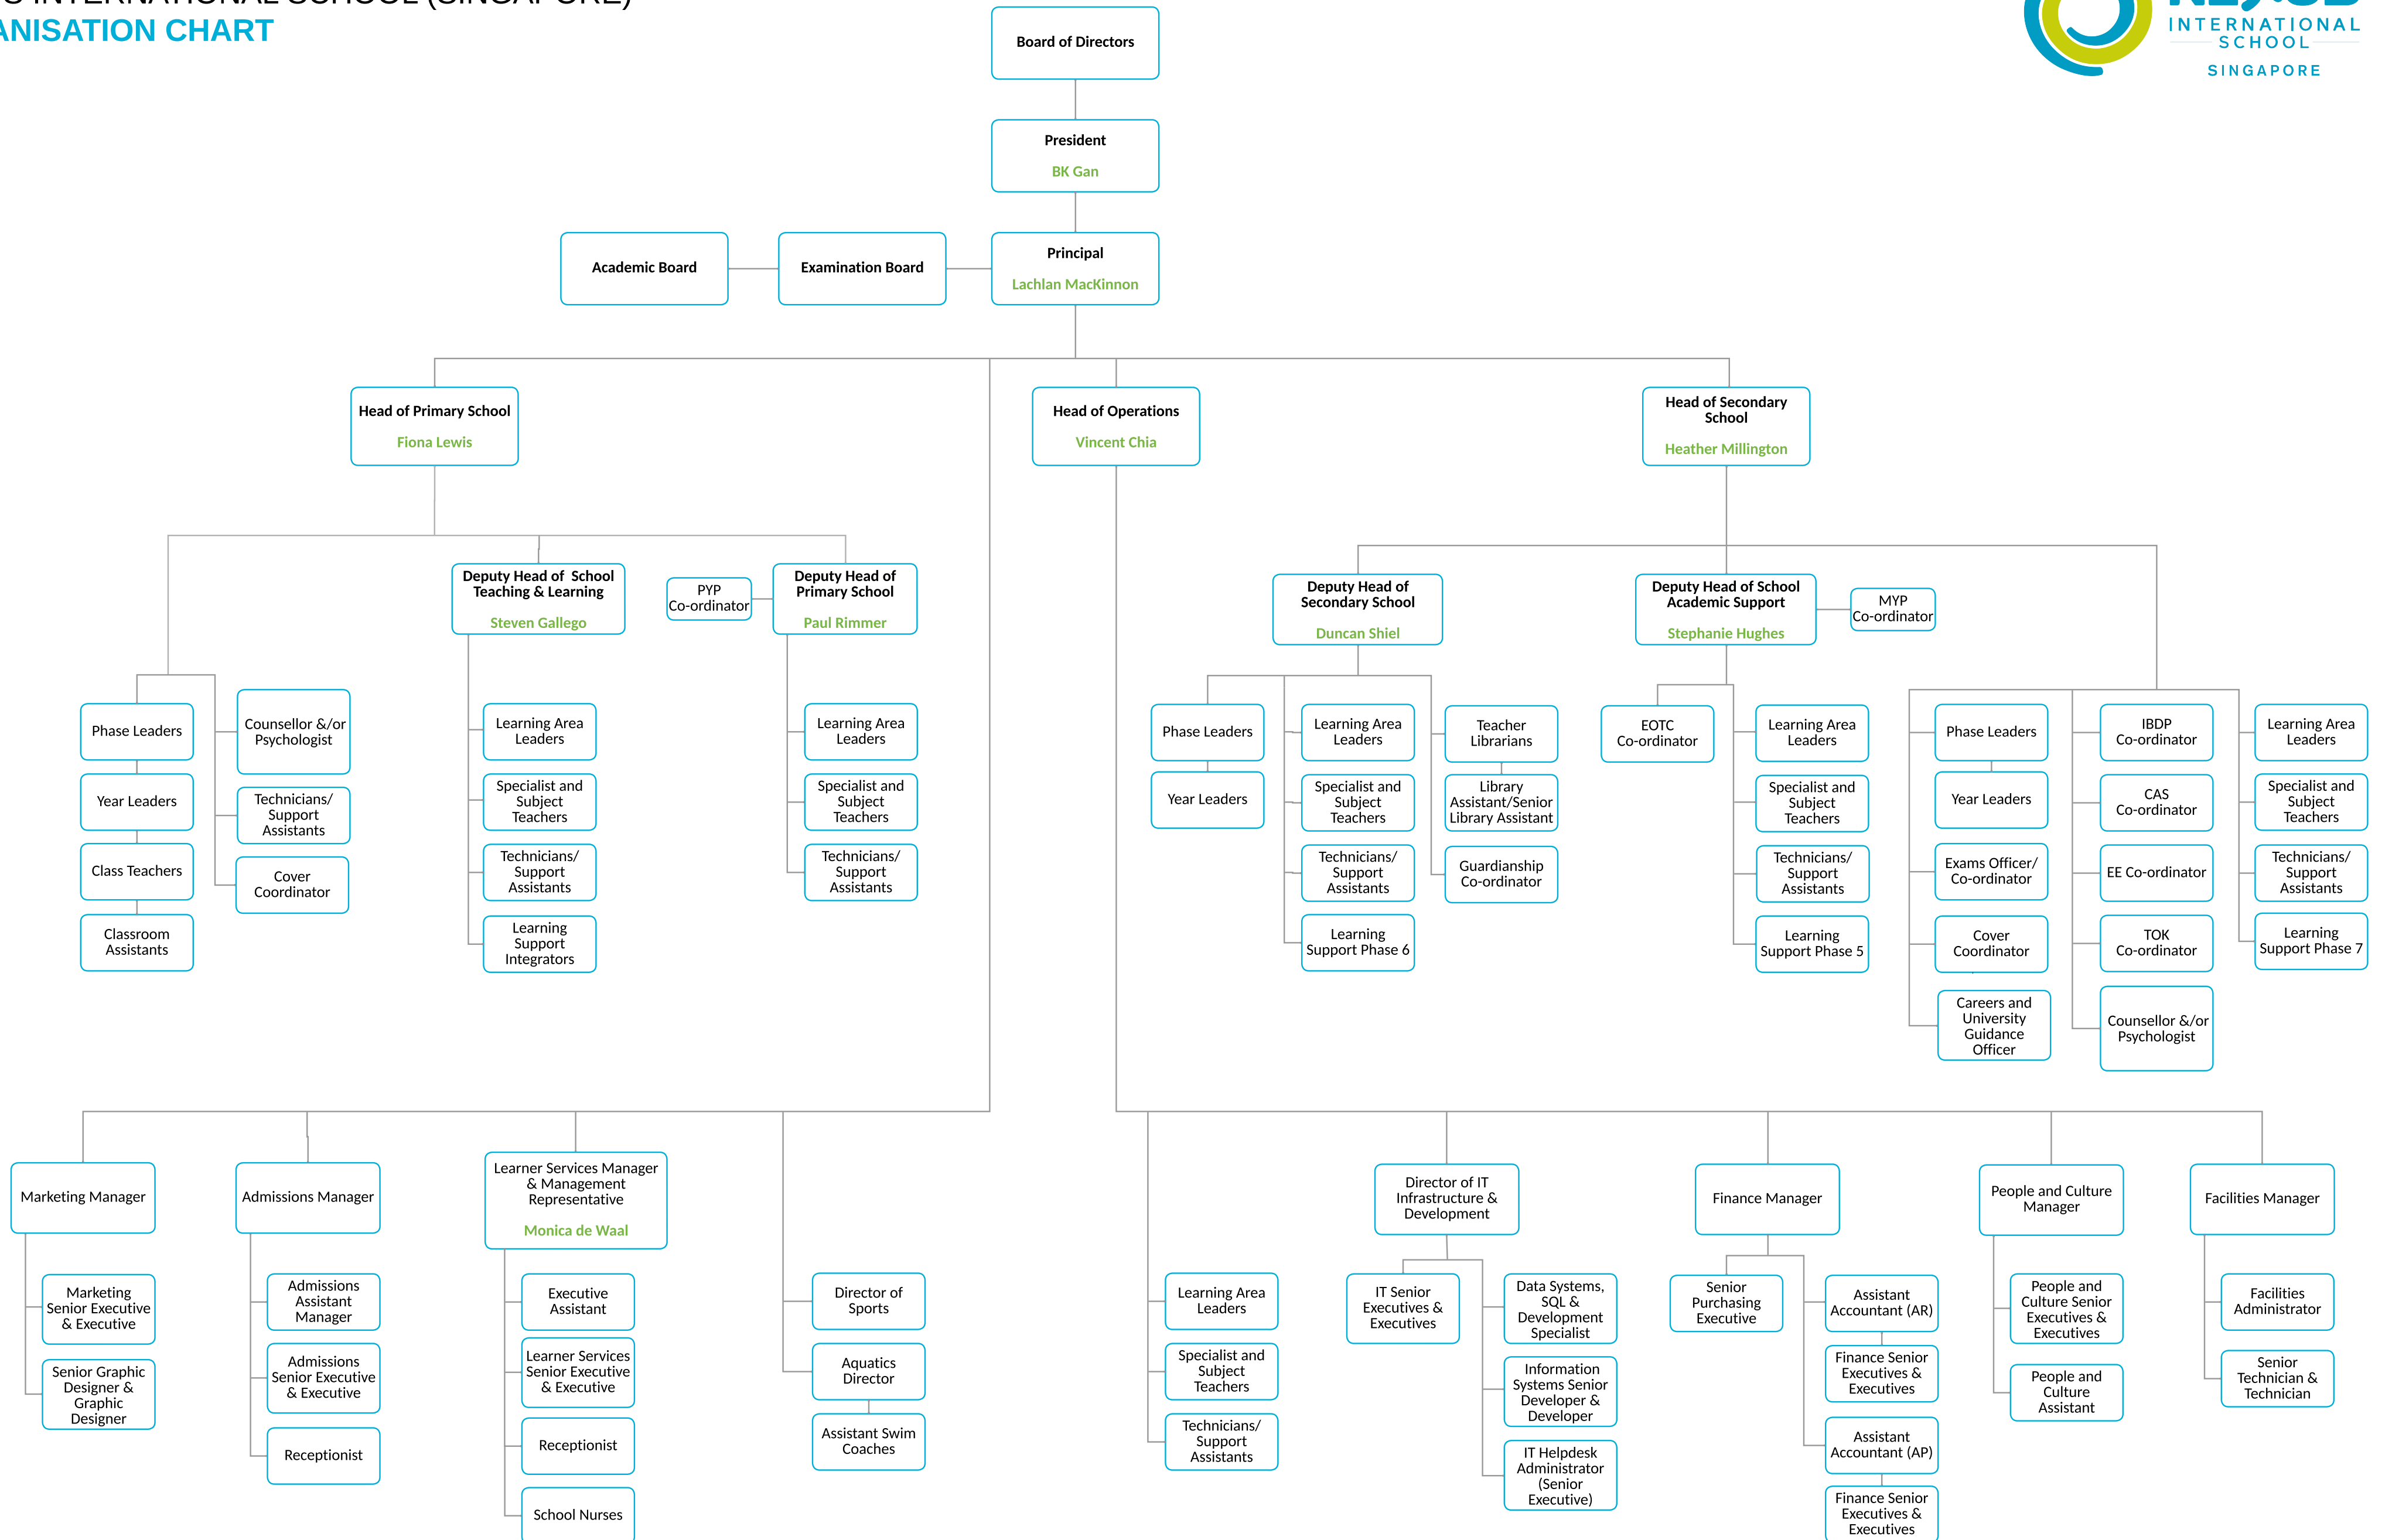 INTERNATIONAL SCHOOL (SINGAPORE)
ANISATION CHART
INTERNATIONAL
SCHOOL
SINGAPORE
Board of Directors
President
BK Gan
Academic Board
Examination Board
Principal
Lachlan MacKinnon
Head of Primary School
Fiona Lewis
Head of Operations
Vincent Chia
Head of Secondary
School
Heather Millington
Deputy Head of School
Teaching & Learning
Steven Gallego
PYP
Co-ordinator
Deputy Head of
Primary School
Paul Rimmer
Deputy Head of
Secondary School
Duncan Shiel
Deputy Head of School
Academic Support
Stephanie Hughes
MYP
Co-ordinator
Phase Leaders
Year Leaders
Class Teachers
Classroom
Assistants
Counsellor &/or
Psychologist
Technicians/
Support
Assistants
Cover
Coordinator
Learning Area
Leaders
Specialist and
Subject
Teachers
Technicians/
Support
Assistants
Learning
Support
Integrators
Learning Area
Leaders
Specialist and
Subject
Teachers
Technicians/
Support
Assistants
Phase Leaders
Year Leaders
Learning Area
Leaders
Specialist and
Subject
Teachers
Technicians/
Support
Assistants
Learning
Support Phase 6
Teacher
Librarians
Library
Assistant/Senior
Library Assistant
Guardianship
Co-ordinator
EOTC
Co-ordinator
Learning Area
Leaders
Specialist and
Subject
Teachers
Technicians/
Support
Assistants
Learning
Support Phase 5
Phase Leaders
Year Leaders
Exams Officer/
Co-ordinator
Cover
Coordinator
Careers and
University
Guidance
Officer
IBDP
Co-ordinator
CAS
Co-ordinator
EE Co-ordinator
TOK
Co-ordinator
Counsellor &/or
Psychologist
Learning Area
Leaders
Specialist and
Subject
Teachers
Technicians/
Support
Assistants
Learning
Support Phase 7
Marketing Manager
Marketing
Senior Executive
& Executive
Senior Graphic
Designer &
Graphic
Designer
Admissions Manager
Admissions
Assistant
Manager
Admissions
Senior Executive
& Executive
Receptionist
Learner Services Manager
& Management
Representative
Monica de Waal
Executive
Assistant
Learner Services
Senior Executive
& Executive
Receptionist
School Nurses
Director of
Sports
Aquatics
Director
Assistant Swim
Coaches
Learning Area
Leaders
Specialist and
Subject
Teachers
Technicians/
Support
Assistants
Director of IT
Infrastructure &
Development
IT Senior
Executives &
Executives
Data Systems,
SQL &
Development
Specialist
Information
Systems Senior
Developer &
Developer
IT Helpdesk
Administrator
(Senior
Executive)
Finance Manager
Senior
Purchasing
Executive
Assistant
Accountant (AR)
Finance Senior
Executives &
Executives
Assistant
Accountant (AP)
Finance Senior
Executives &
Executives
People and Culture
Manager
People and
Culture Senior
Executives &
Executives
People and
Culture
Assistant
Facilities Manager
Facilities
Administrator
Senior
Technician &
Technician